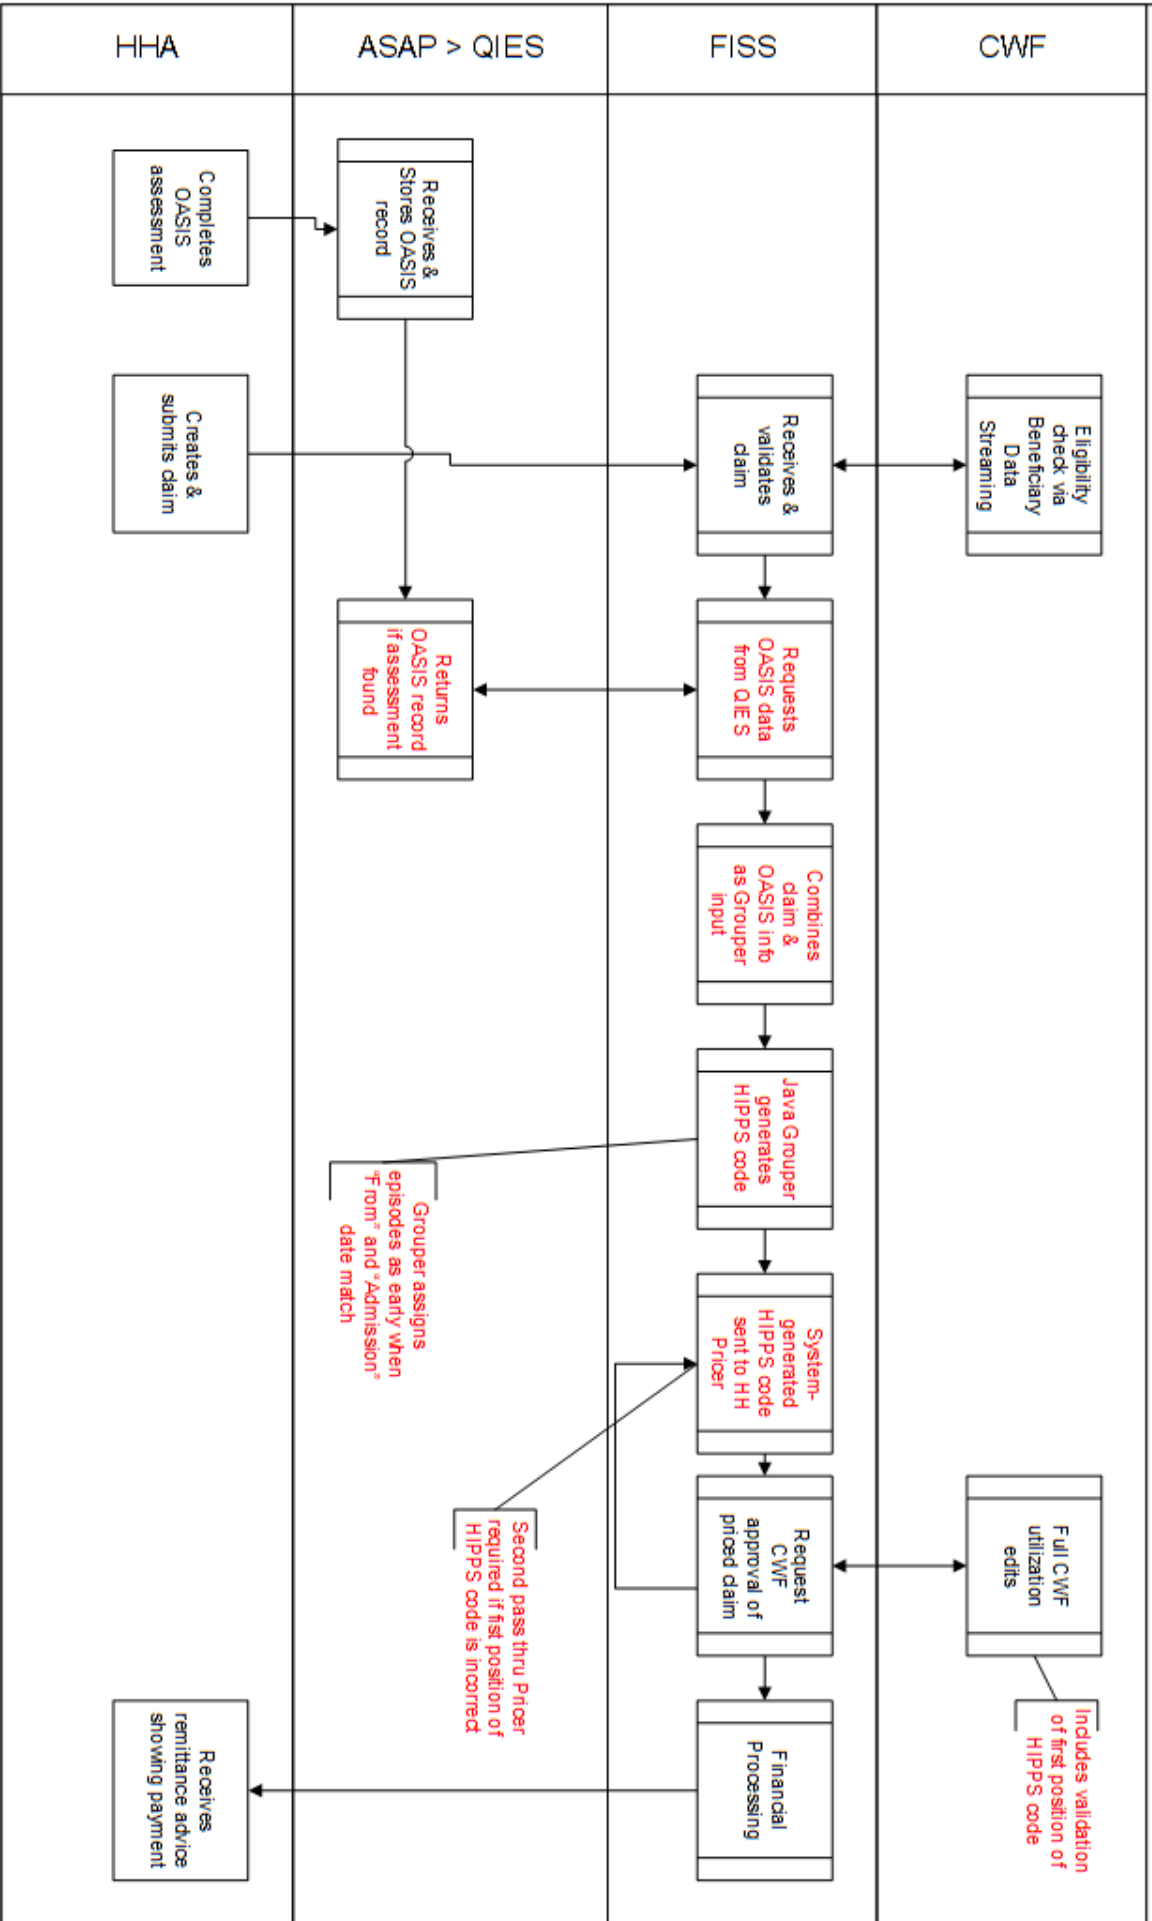 HHA
ASAP > QIES
FISS
CWF
Completes
OASIS
assessment
Receives &
Stores OASIS
record
Creates &
submits claim
Receives &
validates
claim
Eligibility
check via
Beneficiary
Data
Streaming
Returns
OASIS record
if assessment
found
Requests
OASIS data
from QIES
Combines
claim &
OASIS info
as Grouper
input
Java Grouper
generates
HIPPS code
Grouper assigns
episodes as early when
"From" and "Admission"
date match
System-
generated
HIPPS code
sent to HH
Pricer
Second pass thru Pricer
required if fist position of
HIPPS code is incorrect
Request
CWF
approval of
priced claim
Full CWF
utilization
edits
Includes validation
of first position of
HIPPS code
Financial
Processing
Receives
remittance advice
showing payment